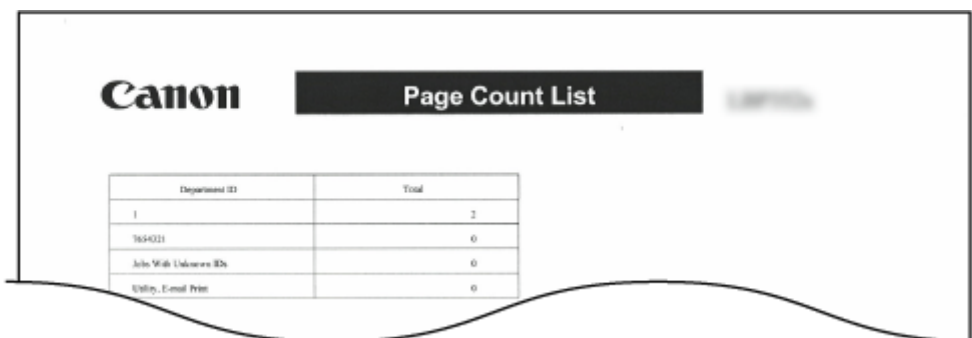 Canon
Page Count List
Department ID Total
1 2
7654321 0
Jobs With Unknown IDs 0
Utility, E-mail Print 0